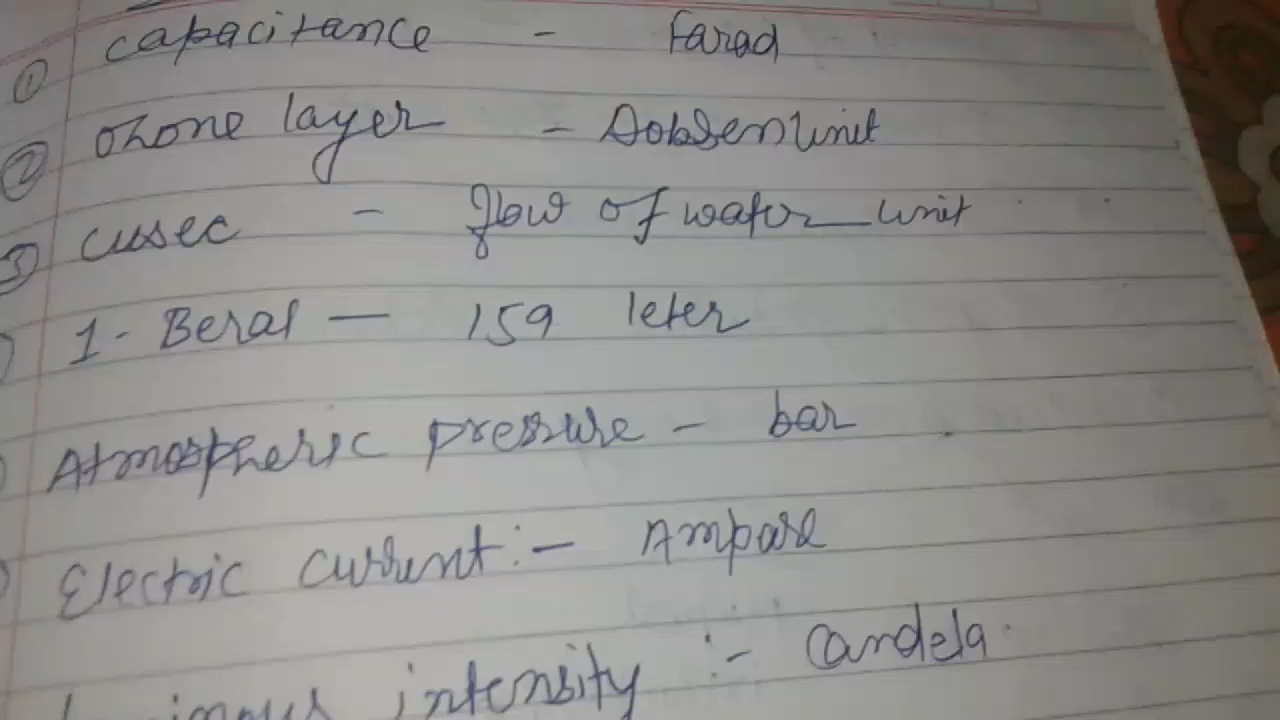 ① capacitance - Farad
② ozone layer - Dobsen Unit
③ cusec - flow of water unit
1 - Beral — 159 leter
Atmospheric pressure - bar
Electric current :- Ampare
Luminous intensity :- Candela